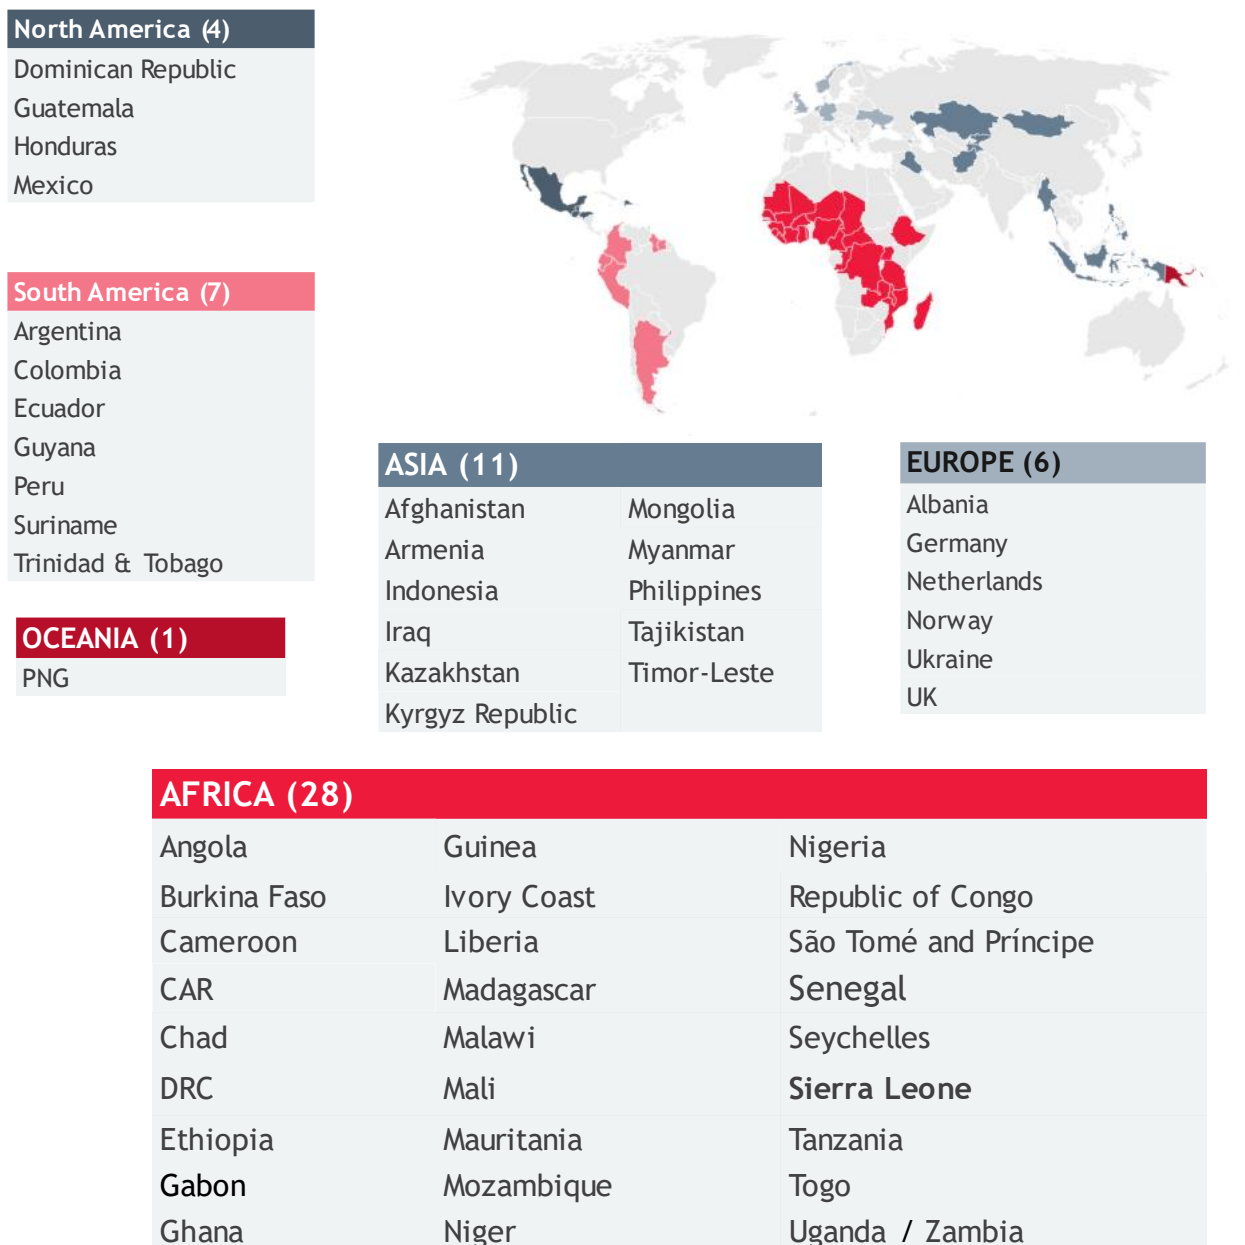 North America (4)
Dominican Republic
Guatemala
Honduras
Mexico
South America (7)
Argentina
Colombia
Ecuador
Guyana
Peru
Suriname
Trinidad & Tobago
OCEANIA (1)
PNG
ASIA (11)
Afghanistan Mongolia
Armenia Myanmar
Indonesia Philippines
Iraq Tajikistan
Kazakhstan Timor-Leste
Kyrgyz Republic
EUROPE (6)
Albania
Germany
Netherlands
Norway
Ukraine
UK
AFRICA (28)
Angola Guinea Nigeria
Burkina Faso Ivory Coast Republic of Congo
Cameroon Liberia São Tomé and Príncipe
CAR Madagascar Senegal
Chad Malawi Seychelles
DRC Mali Sierra Leone
Ethiopia Mauritania Tanzania
Gabon Mozambique Togo
Ghana Niger Uganda / Zambia